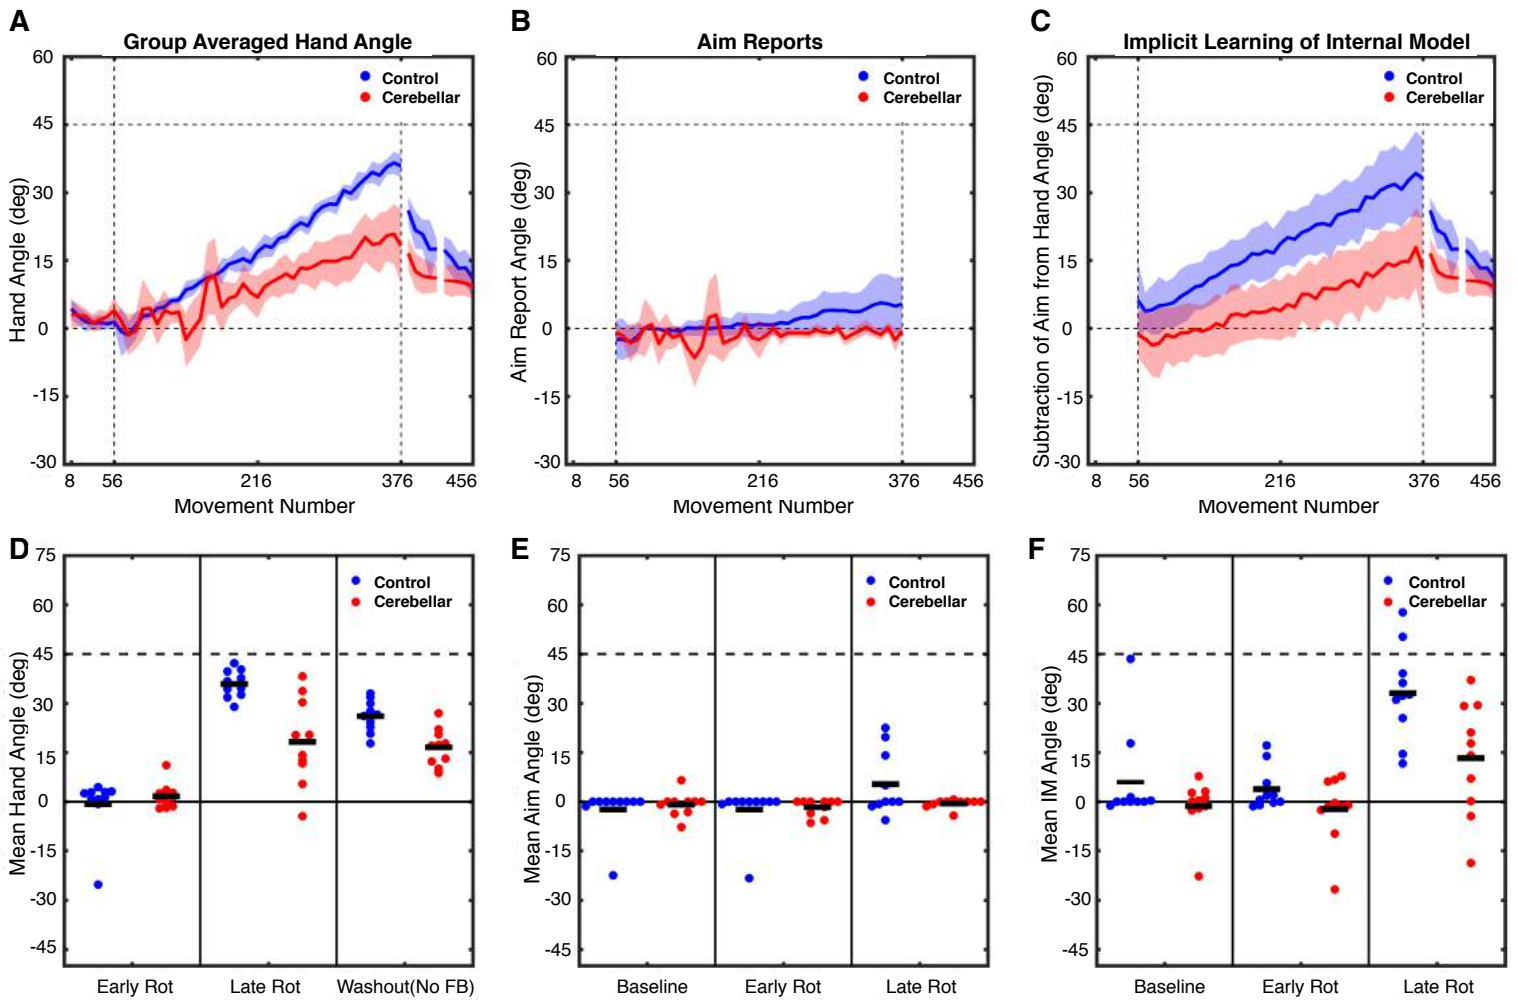 A
Group Averaged Hand Angle
Hand Angle (deg)
60
45
30
15
0
-15
-30
Control
Cerebellar
8 56 216 376 456
Movement Number
B
Aim Reports
Aim Report Angle (deg)
60
45
30
15
0
-15
-30
Control
Cerebellar
8 56 216 376 456
Movement Number
C
Implicit Learning of Internal Model
Subtraction of Aim from Hand Angle (deg)
60
45
30
15
0
-15
-30
Control
Cerebellar
8 56 216 376 456
Movement Number
D
Mean Hand Angle (deg)
75
60
45
30
15
0
-15
-30
-45
Control
Cerebellar
Early Rot Late Rot Washout(No FB)
E
Mean Aim Angle (deg)
75
60
45
30
15
0
-15
-30
-45
Control
Cerebellar
Baseline Early Rot Late Rot
F
Mean IM Angle (deg)
75
60
45
30
15
0
-15
-30
-45
Control
Cerebellar
Baseline Early Rot Late Rot